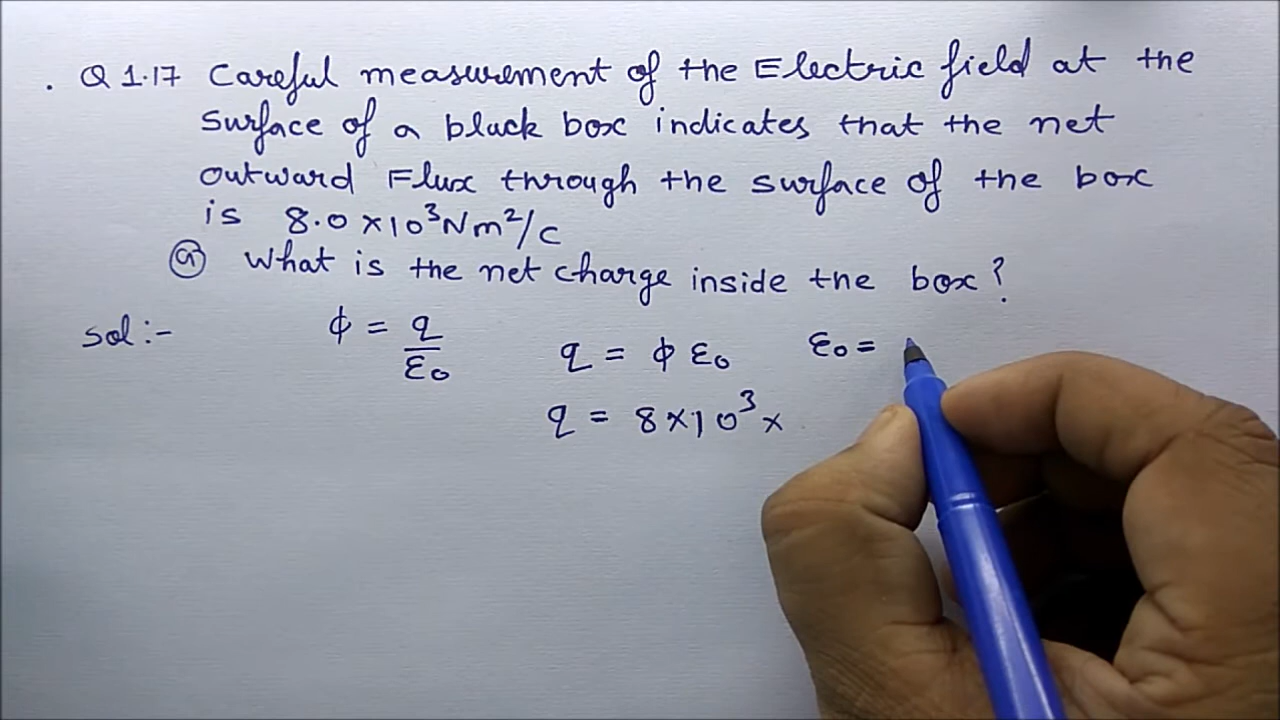 . Q 1.17 Careful measurement of the Electric field at the
surface of a black box indicates that the net
outward Flux through the surface of the box
is 8.0 × 10³ Nm²/C
(a) What is the net charge inside the box?
Sol :- ϕ = q/ε₀
q = ϕ ε₀ ε₀ =
q = 8×10³ ×